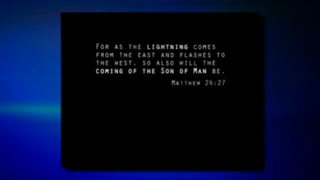 For as the lightning comes
from the east and flashes to
the west, so also will the
coming of the Son of Man be.
Matthew 24:27